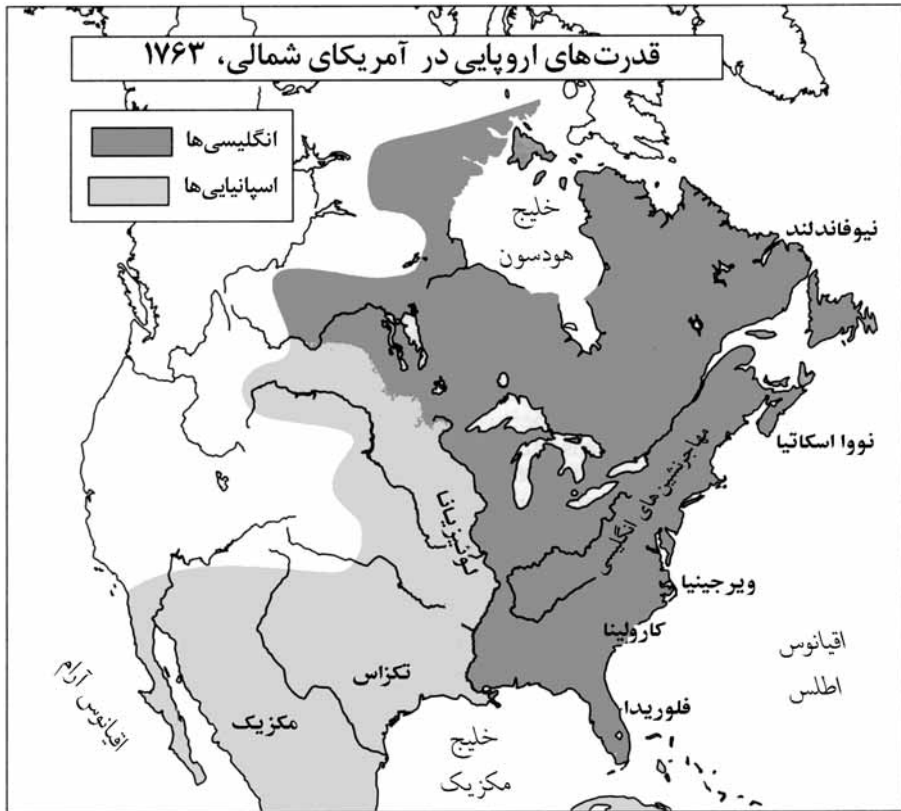 قدرت‌های اروپایی در آمریکای شمالی، ۱۷۶۳
انگلیسی‌ها
اسپانیایی‌ها
خلیج
هودسون
نیوفاندلند
نووا اسکاتیا
مهاجرنشین‌های انگلیسی
لوئیزیانا
ویرجینیا
کارولینا
اقیانوس
اطلس
فلوریدا
تکزاس
مکزیک
اقیانوس آرام
خلیج
مکزیک